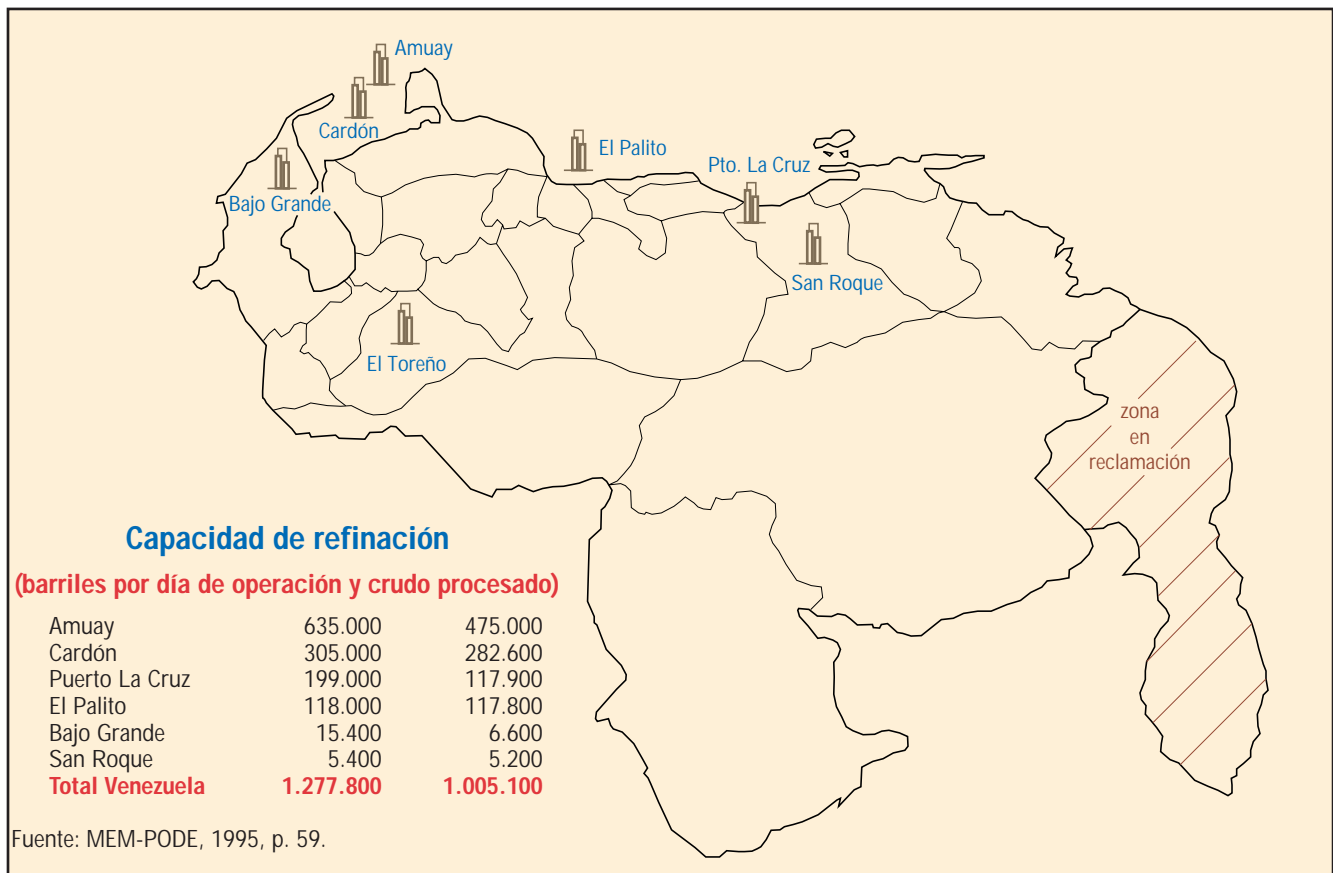 Amuay
Cardón
El Palito
Pto. La Cruz
Bajo Grande
San Roque
El Toreño
zona
en
reclamación
Capacidad de refinación
(barriles por día de operación y crudo procesado)
Amuay 635.000 475.000
Cardón 305.000 282.600
Puerto La Cruz 199.000 117.900
El Palito 118.000 117.800
Bajo Grande 15.400 6.600
San Roque 5.400 5.200
Total Venezuela 1.277.800 1.005.100
Fuente: MEM-PODE, 1995, p. 59.